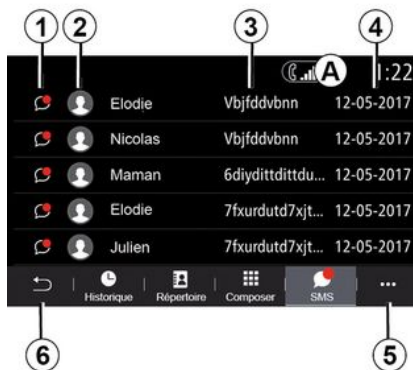 1 2 3 4
A 1:22
Elodie Vbjfddvbnn 12-05-2017
Nicolas Vbjfddvbnn 12-05-2017
Maman 6diydittdittdu... 12-05-2017
Elodie 7fxurdutd7xjt... 12-05-2017
Julien 7fxurdutd7xjt... 12-05-2017
Historique Répertoire Composer SMS ...
6 5